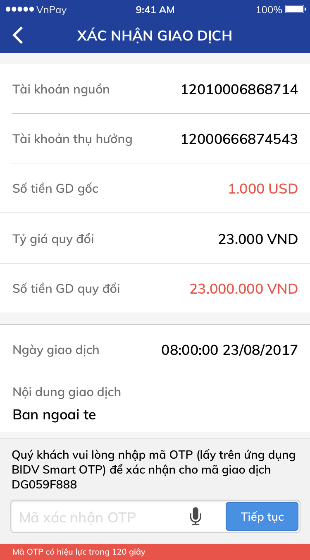 VnPay 9:41 AM 100%
XÁC NHẬN GIAO DỊCH
Tài khoản nguồn 12010006868714
Tài khoản thụ hưởng 12000666874543
Số tiền GD gốc 1.000 USD
Tỷ giá quy đổi 23.000 VND
Số tiền GD quy đổi 23.000.000 VND
Ngày giao dịch 08:00:00 23/08/2017
Nội dung giao dịch
Ban ngoai te
Quý khách vui lòng nhập mã OTP (lấy trên ứng dụng
BIDV Smart OTP) để xác nhận cho mã giao dịch
DG059F888
Mã xác nhận OTP Tiếp tục
Mã OTP có hiệu lực trong 120 giây